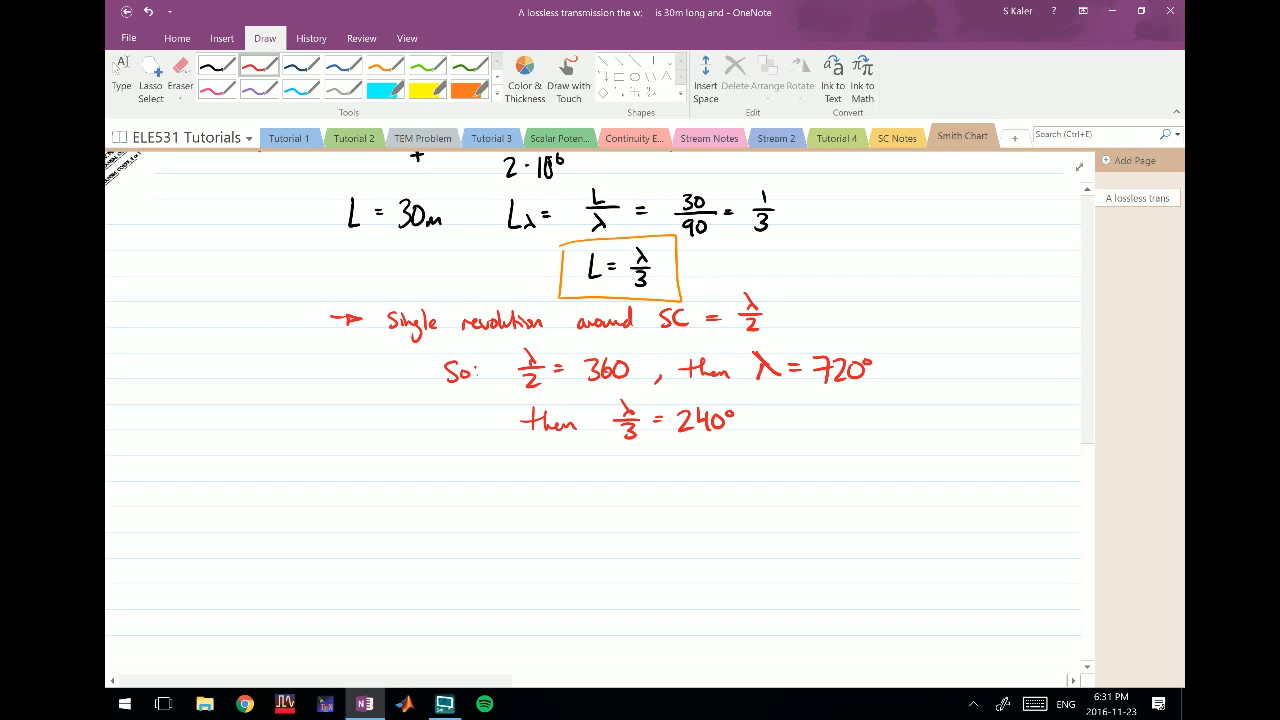 A lossless transmission the w; is 30m long and - OneNote
S Kaler
File Home Insert Draw History Review View
Type Lasso Select Eraser Color & Thickness Draw with Touch Insert Space Delete Arrange Rotate Ink to Text Ink to Math
Tools Shapes Edit Convert
ELE531 Tutorials Tutorial 1 Tutorial 2 TEM Problem Tutorial 3 Scalar Poten... Continuity E... Stream Notes Stream 2 Tutorial 4 SC Notes Smith Chart Search (Ctrl+E)
Add Page
A lossless trans
2 · 10⁶
L = 30m Lλ = L/λ = 30/90 = 1/3
L = λ/3
→ Single revolution around SC = λ/2
So: λ/2 = 360 , then λ = 720°
then λ/3 = 240°
ENG 6:31 PM
2016-11-23